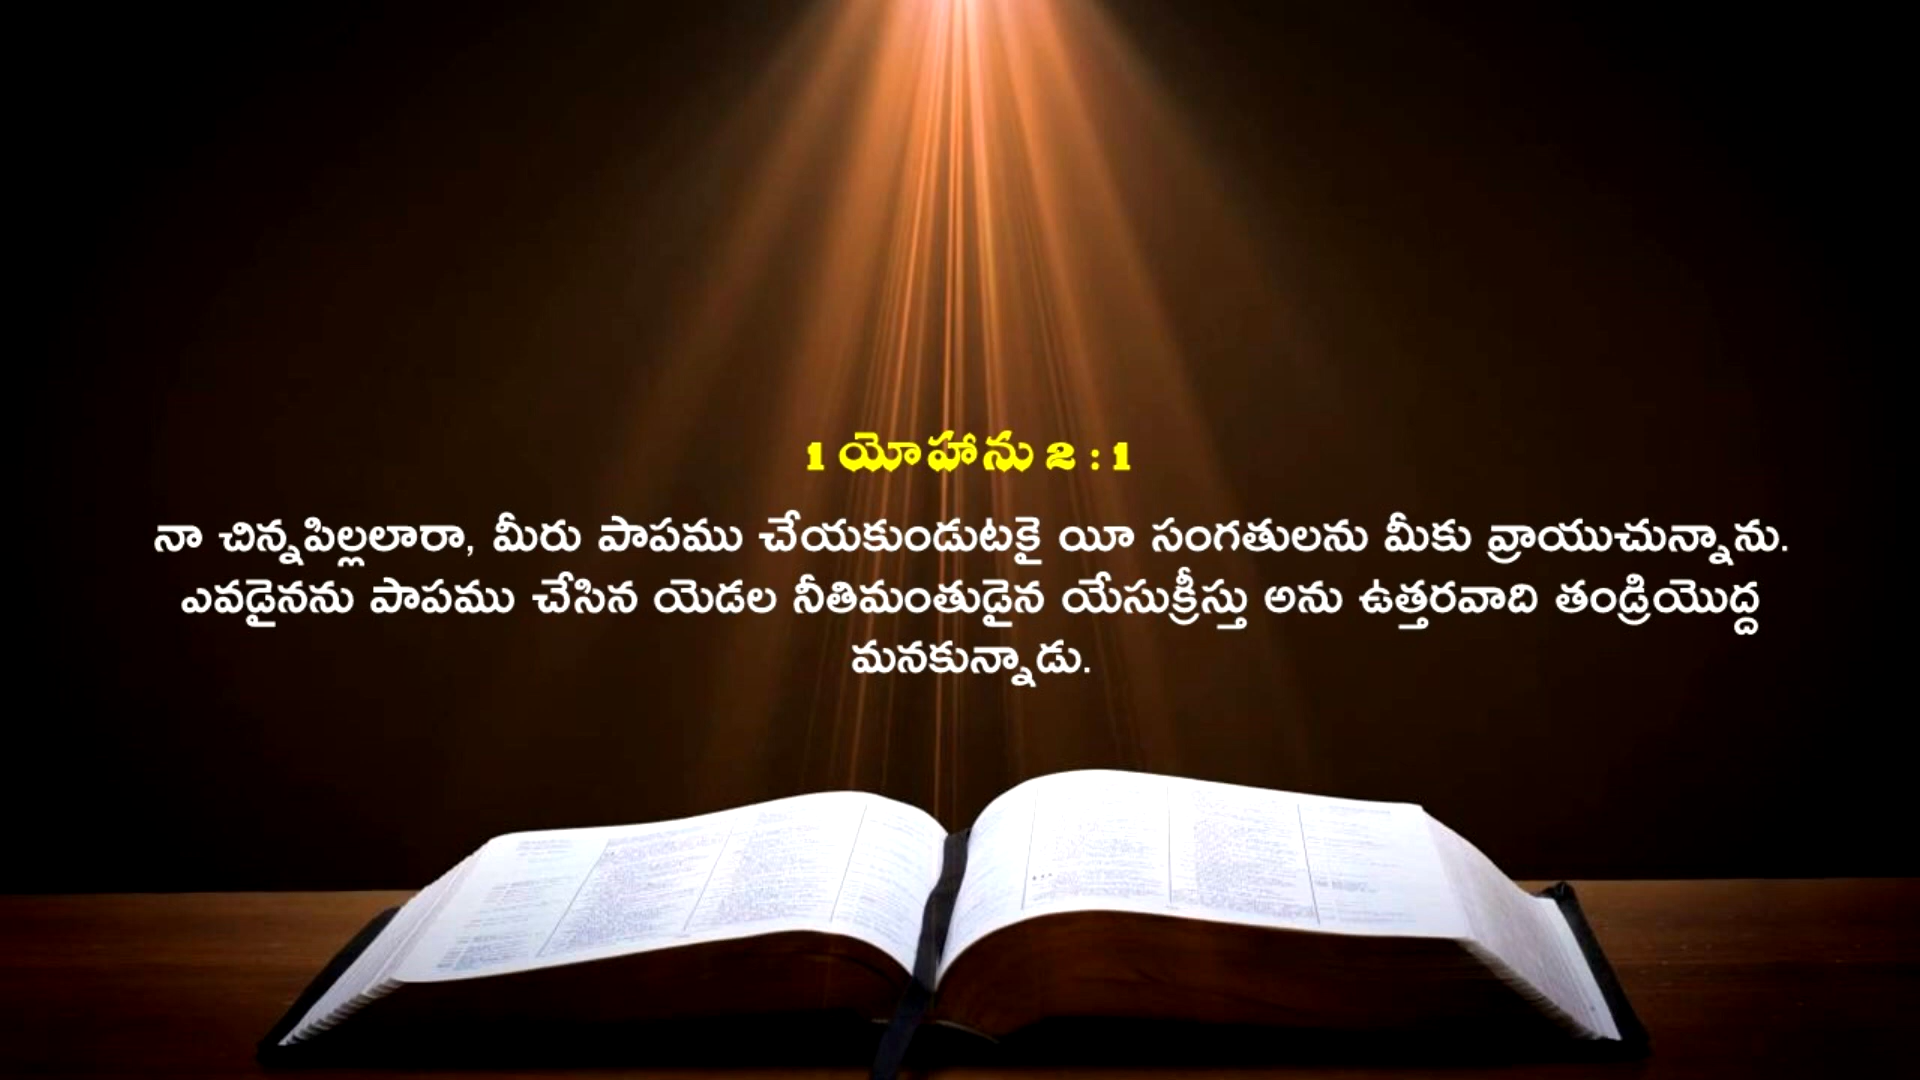 1 యోహాను 2 : 1
నా చిన్నపిల్లలారా, మీరు పాపము చేయకుండుటకై యీ సంగతులను మీకు వ్రాయుచున్నాను.
ఎవడైనను పాపము చేసిన యెడల నీతిమంతుడైన యేసుక్రీస్తు అను ఉత్తరవాది తండ్రియొద్ద
మనకున్నాడు.